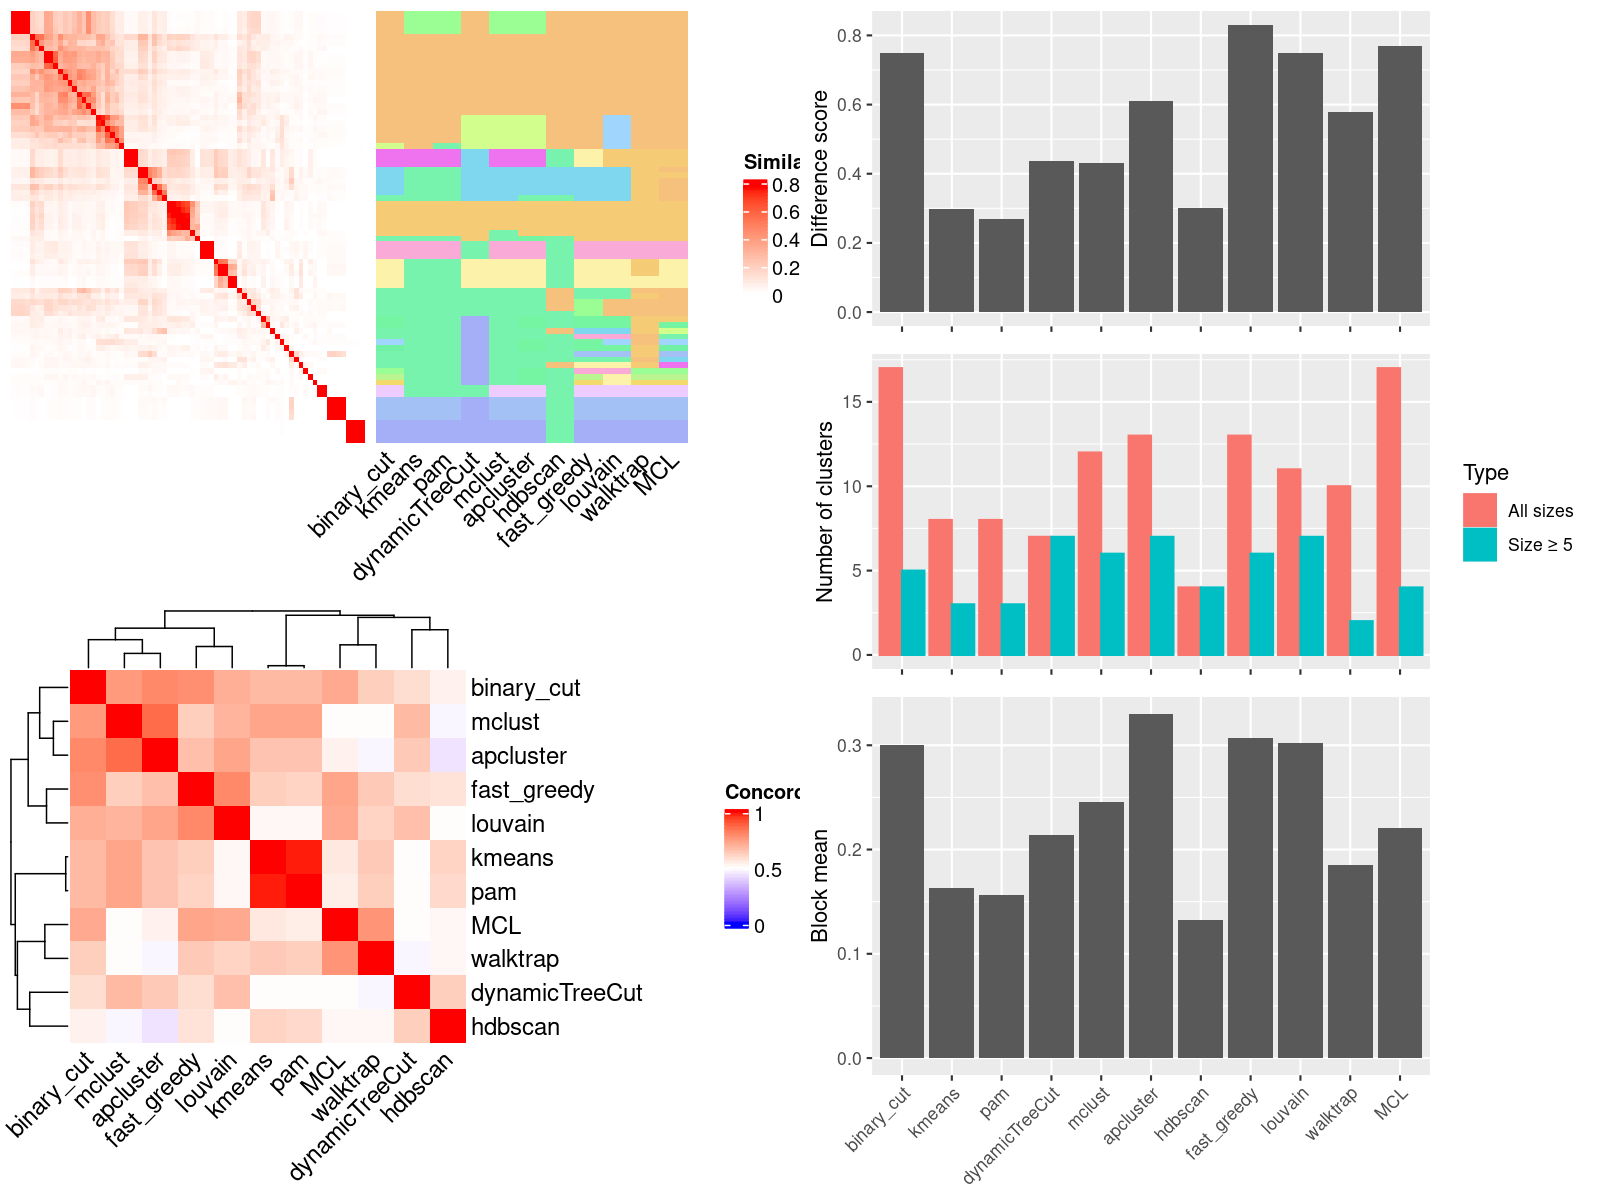 Simila
0.8
0.6
0.4
0.2
0
binary_cut
kmeans
pam
dynamicTreeCut
mclust
apcluster
hdbscan
fast_greedy
louvain
walktrap
MCL
binary_cut
mclust
apcluster
fast_greedy
louvain
kmeans
pam
MCL
walktrap
dynamicTreeCut
hdbscan
Concord
1
0.5
0
binary_cut
mclust
apcluster
fast_greedy
louvain
kmeans
pam
MCL
walktrap
dynamicTreeCut
hdbscan
Difference score
0.8
0.6
0.4
0.2
0.0
Number of clusters
15
10
5
0
Type
All sizes
Size ≥ 5
Block mean
0.3
0.2
0.1
0.0
binary_cut
kmeans
pam
dynamicTreeCut
mclust
apcluster
hdbscan
fast_greedy
louvain
walktrap
MCL